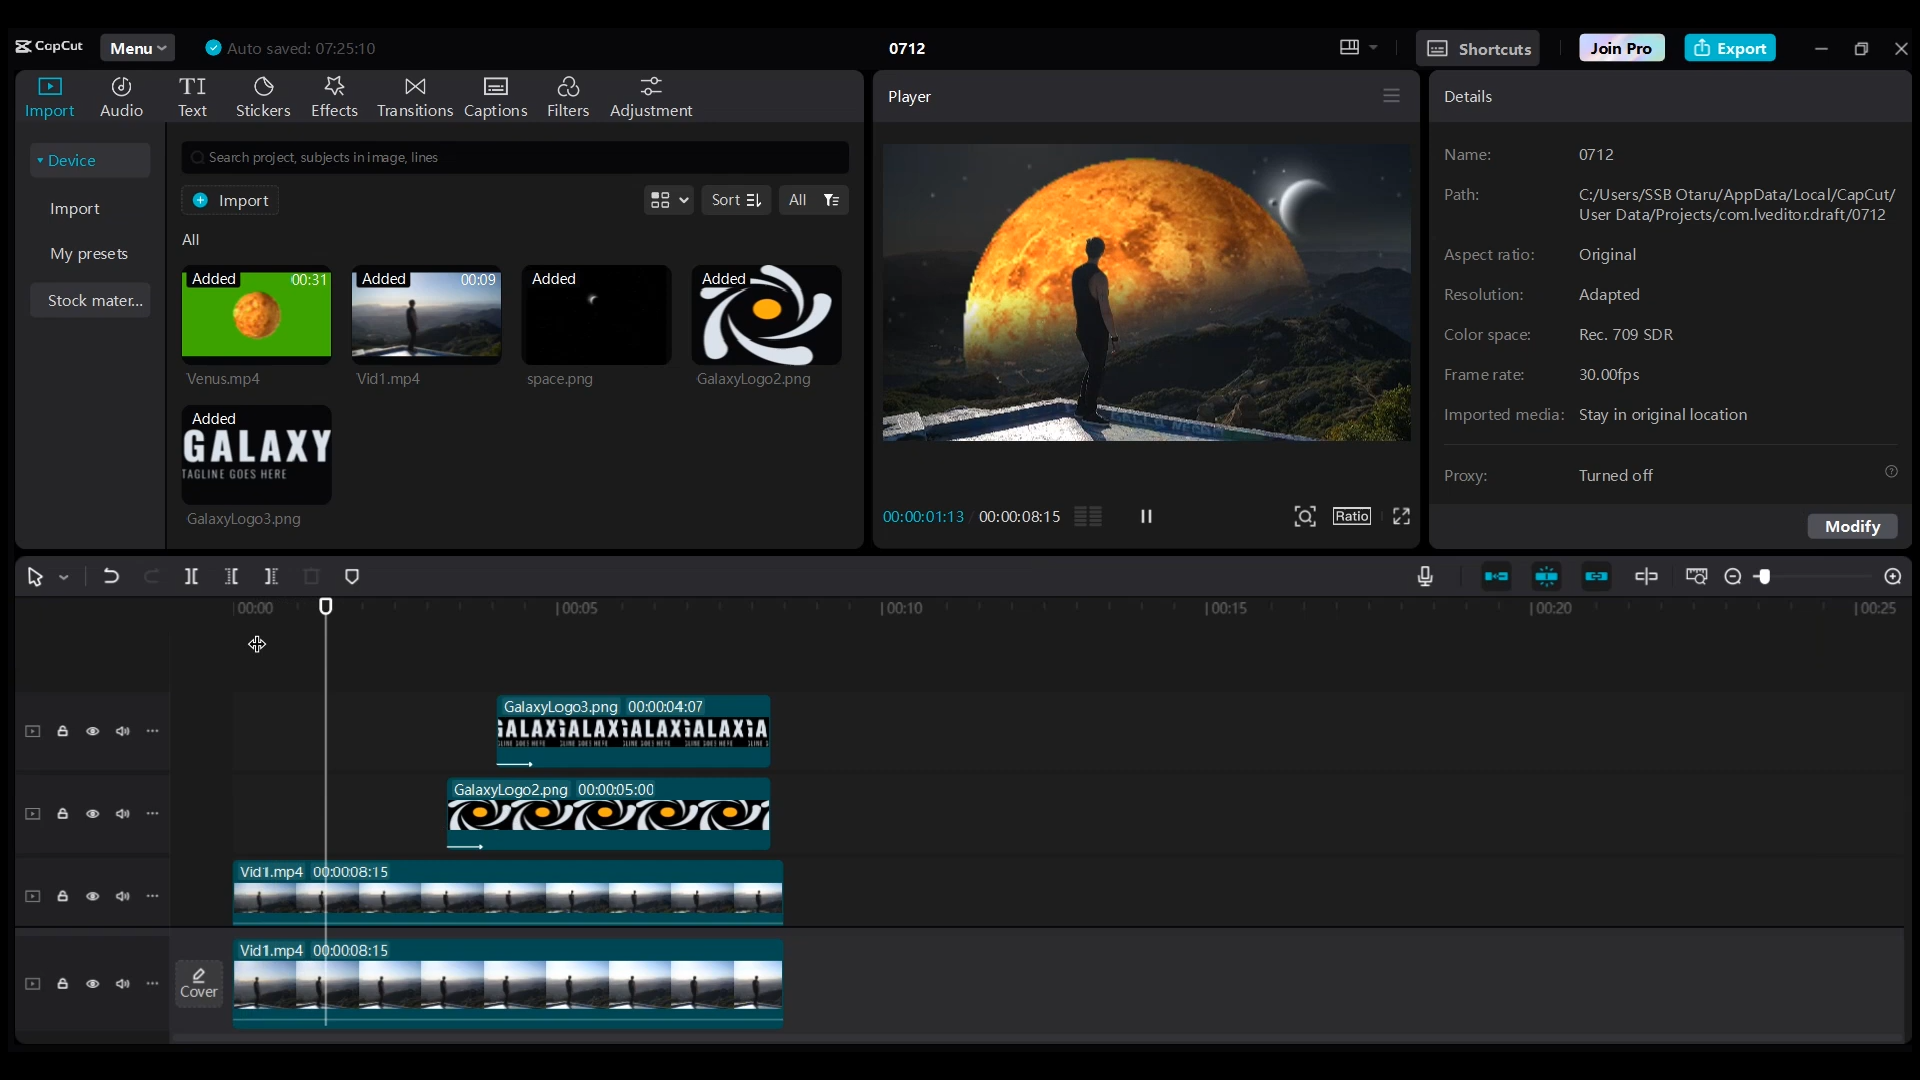 CapCut
Menu
Auto saved: 07:25:10
0712
Shortcuts
Join Pro
Export
Import
Audio
Text
Stickers
Effects
Transitions
Captions
Filters
Adjustment
Device
Import
My presets
Stock mater...
Search project, subjects in image, lines
Import
Sort
All
All
Added 00:31
Venus.mp4
Added 00:09
Vid1.mp4
Added
space.png
Added
GalaxyLogo2.png
Added
GALAXY
TAGLINE GOES HERE
GalaxyLogo3.png
Player
00:00:01:13 / 00:00:08:15
Ratio
Details
Name: 0712
Path: C:/Users/SSB Otaru/AppData/Local/CapCut/
User Data/Projects/com.lveditor.draft/0712
Aspect ratio: Original
Resolution: Adapted
Color space: Rec. 709 SDR
Frame rate: 30.00fps
Imported media: Stay in original location
Proxy: Turned off
Modify
00:00
00:05
00:10
00:15
00:20
00:25
GalaxyLogo3.png 00:00:04:07
GalaxyLogo2.png 00:00:05:00
Vid1.mp4 00:00:08:15
Cover
Vid1.mp4 00:00:08:15